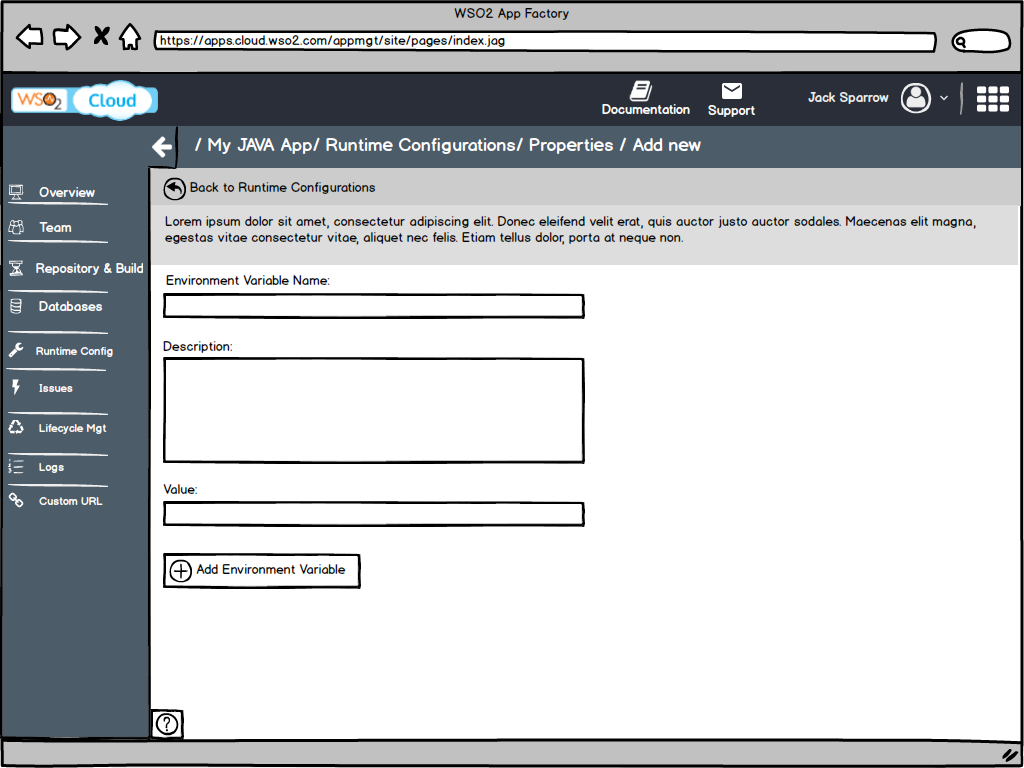 WSO2 App Factory
https://apps.cloud.wso2.com/appmgt/site/pages/index.jag
WSO2 Cloud
Documentation
Support
Jack Sparrow
/ My JAVA App/ Runtime Configurations/ Properties / Add new
Overview
Team
Repository & Build
Databases
Runtime Config
Issues
Lifecycle Mgt
Logs
Custom URL
Back to Runtime Configurations
Lorem ipsum dolor sit amet, consectetur adipiscing elit. Donec eleifend velit erat, quis auctor justo auctor sodales. Maecenas elit magna,
egestas vitae consectetur vitae, aliquet nec felis. Etiam tellus dolor, porta at neque non.
Environment Variable Name:
Description:
Value:
Add Environment Variable
?